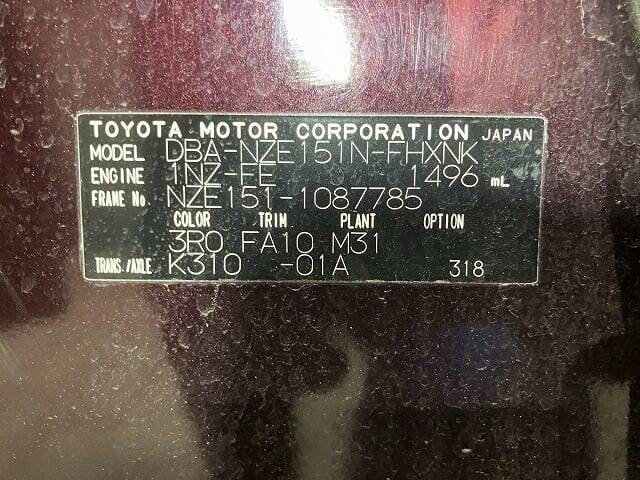 TOYOTA MOTOR CORPORATION JAPAN
MODEL DBA-NZE151N-FHXNK
ENGINE 1NZ-FE 1496 mL
FRAME No. NZE151-1087785
COLOR TRIM PLANT OPTION
3R0 FA10 M31
TRANS./AXLE K310 -01A 318